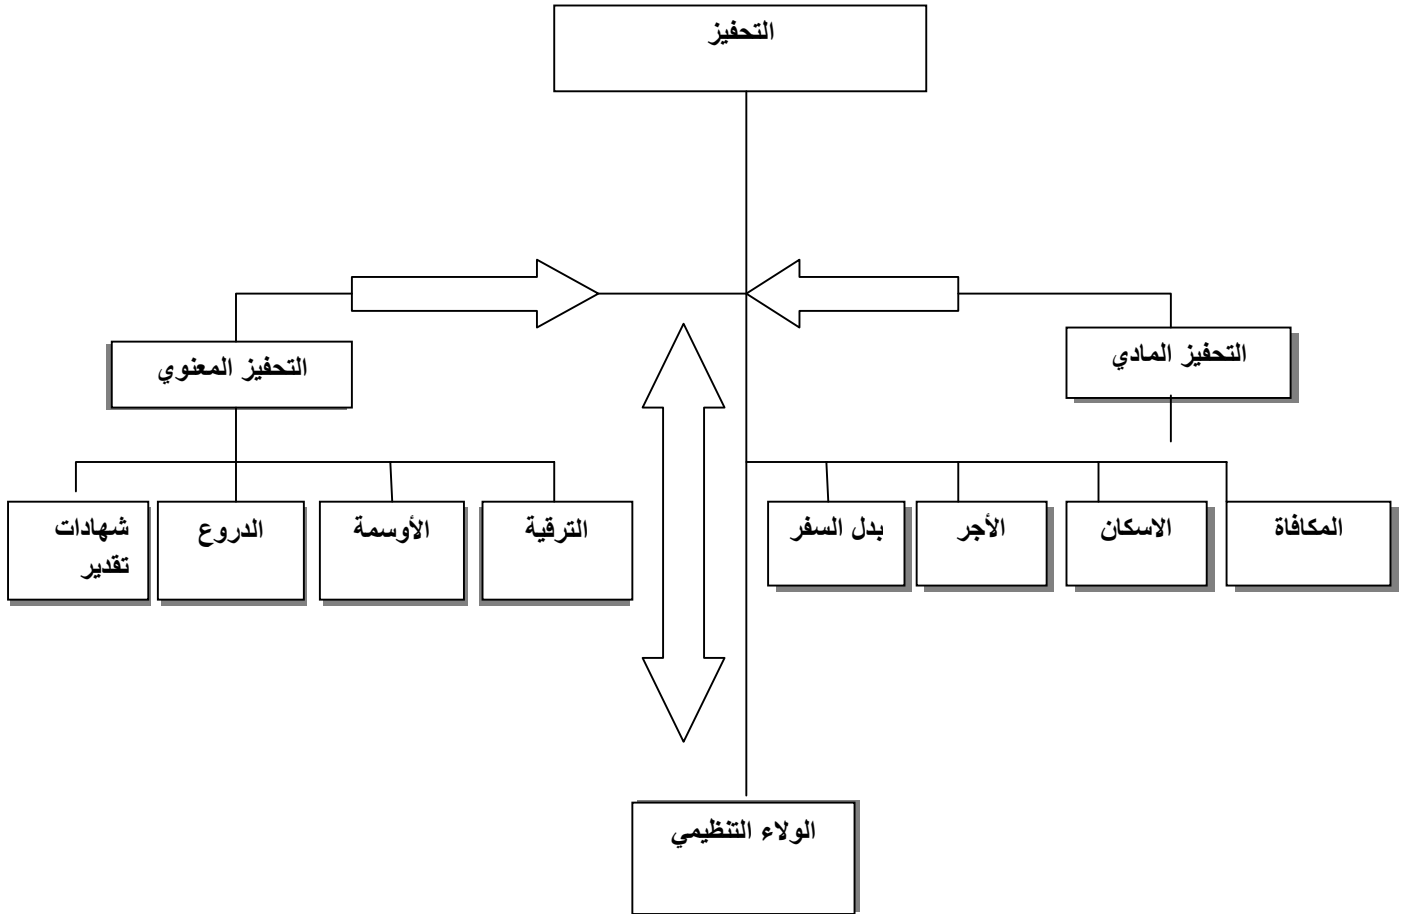 التحفيز
التحفيز المادي
التحفيز المعنوي
المكافاة
الاسكان
الأجر
بدل السفر
الترقية
الأوسمة
الدروع
شهادات
تقدير
الولاء التنظيمي